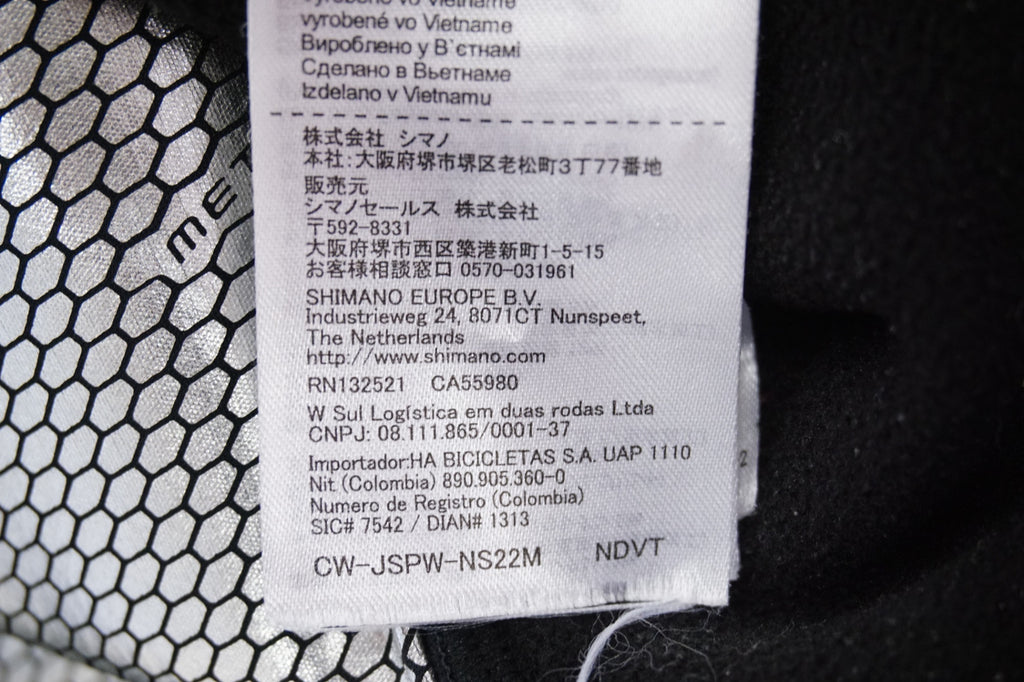 vyrobeno ve Vietnamě
vyrobené vo Vietname
Вироблено у В`єтнамі
Сделано в Вьетнаме
Izdelano v Vietnamu
株式会社 シマノ
本社:大阪府堺市堺区老松町3丁77番地
販売元
シマノセールス 株式会社
〒592-8331
大阪府堺市西区築港新町1-5-15
お客様相談窓口 0570-031961
SHIMANO EUROPE B.V.
Industrieweg 24, 8071CT Nunspeet,
The Netherlands
http://www.shimano.com
RN132521 CA55980
W Sul Logística em duas rodas Ltda
CNPJ: 08.111.865/0001-37
Importador:HA BICICLETAS S.A. UAP 1110
Nit (Colombia) 890.905.360-0
Numero de Registro (Colombia)
SIC# 7542 / DIAN# 1313
CW-JSPW-NS22M NDVT
MET
2